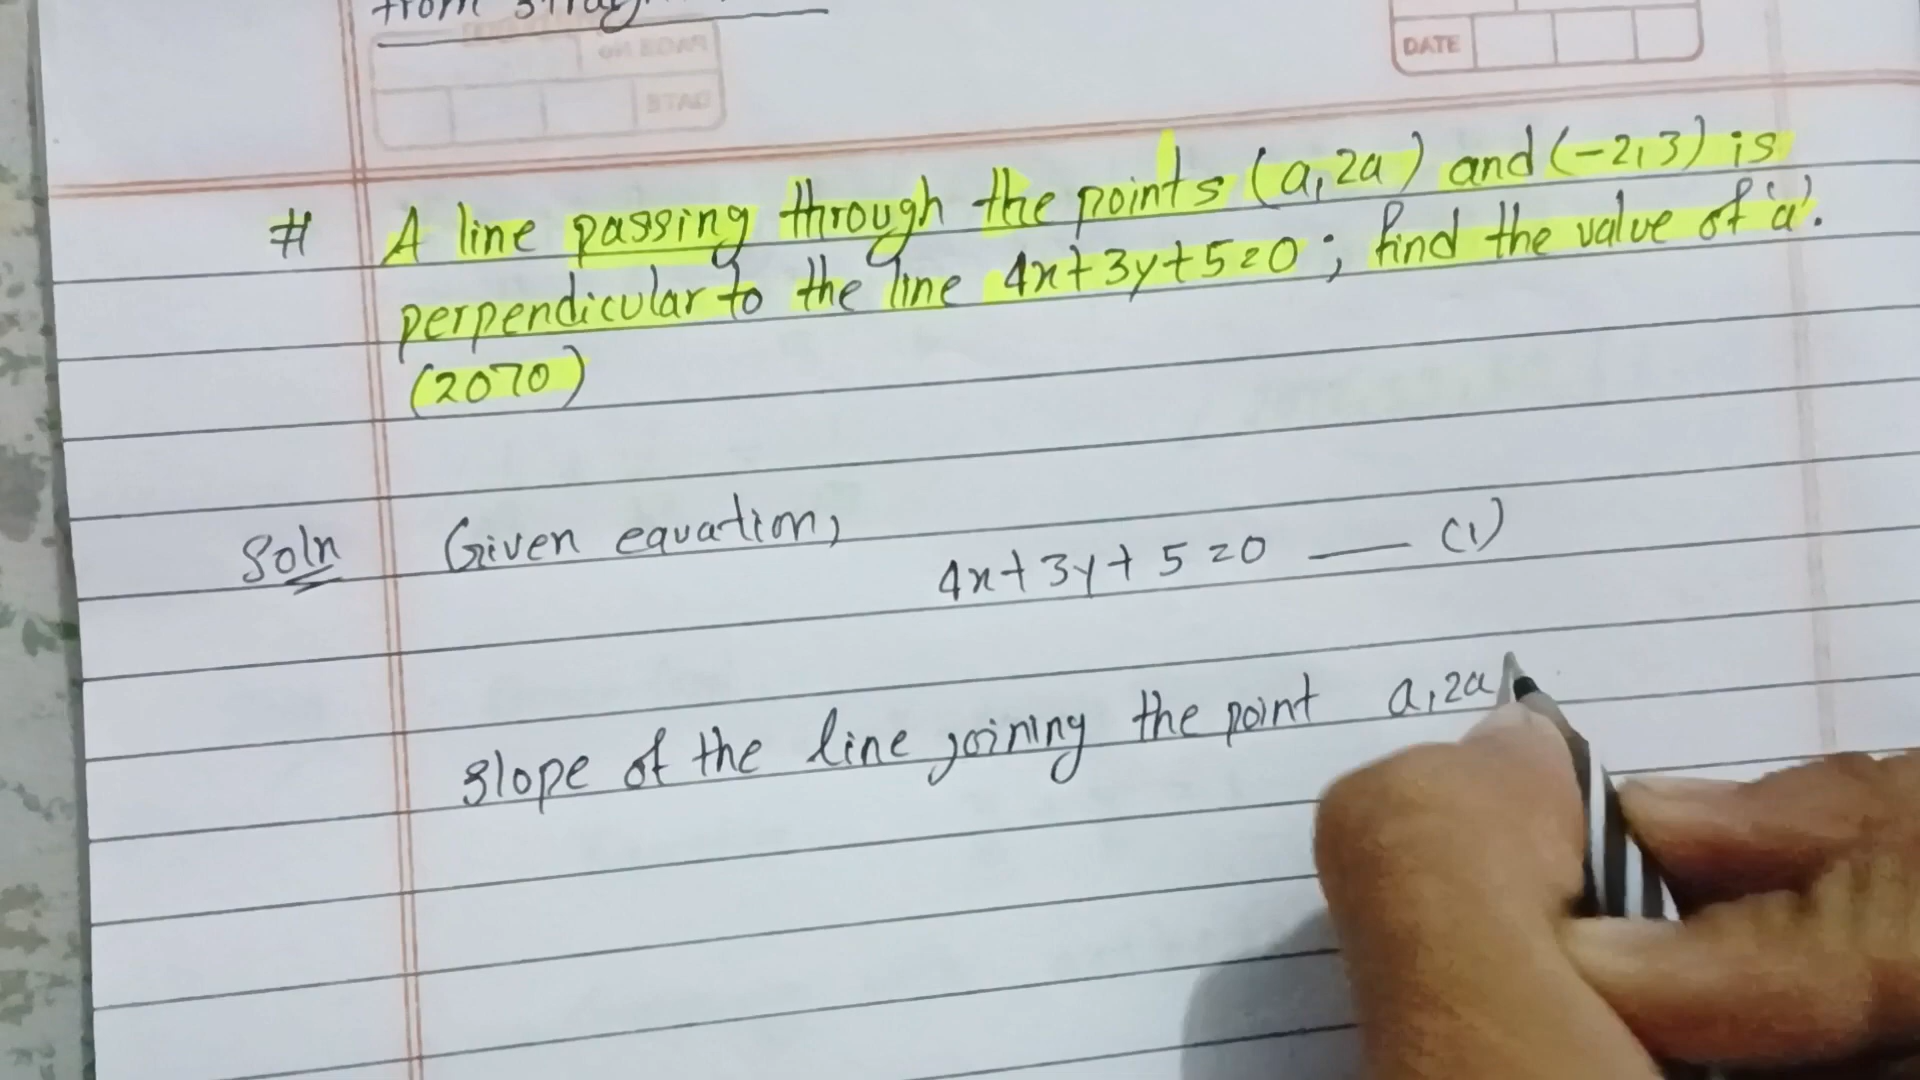 from
DATE
# A line passing through the points (a,2a) and (-2,3) is
perpendicular to the line 4x+3y+5=0; find the value of 'a'.
(2070)
Soln Given equation,
4x+3y+5=0 — (1)
slope of the line joining the point a,2a